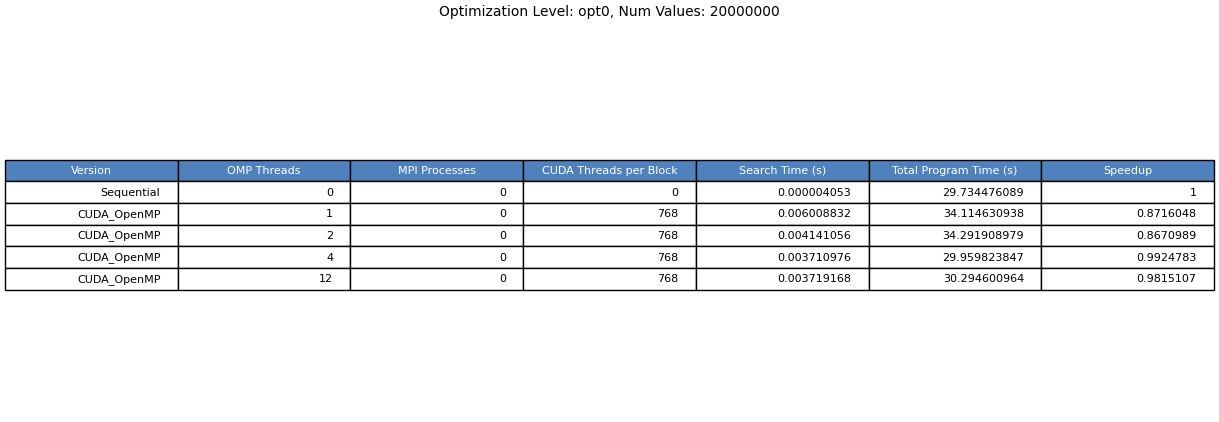 Optimization Level: opt0, Num Values: 20000000
Version OMP Threads MPI Processes CUDA Threads per Block Search Time (s) Total Program Time (s) Speedup
Sequential 0 0 0 0.000004053 29.734476089 1
CUDA_OpenMP 1 0 768 0.006008832 34.114630938 0.8716048
CUDA_OpenMP 2 0 768 0.004141056 34.291908979 0.8670989
CUDA_OpenMP 4 0 768 0.003710976 29.959823847 0.9924783
CUDA_OpenMP 12 0 768 0.003719168 30.294600964 0.9815107